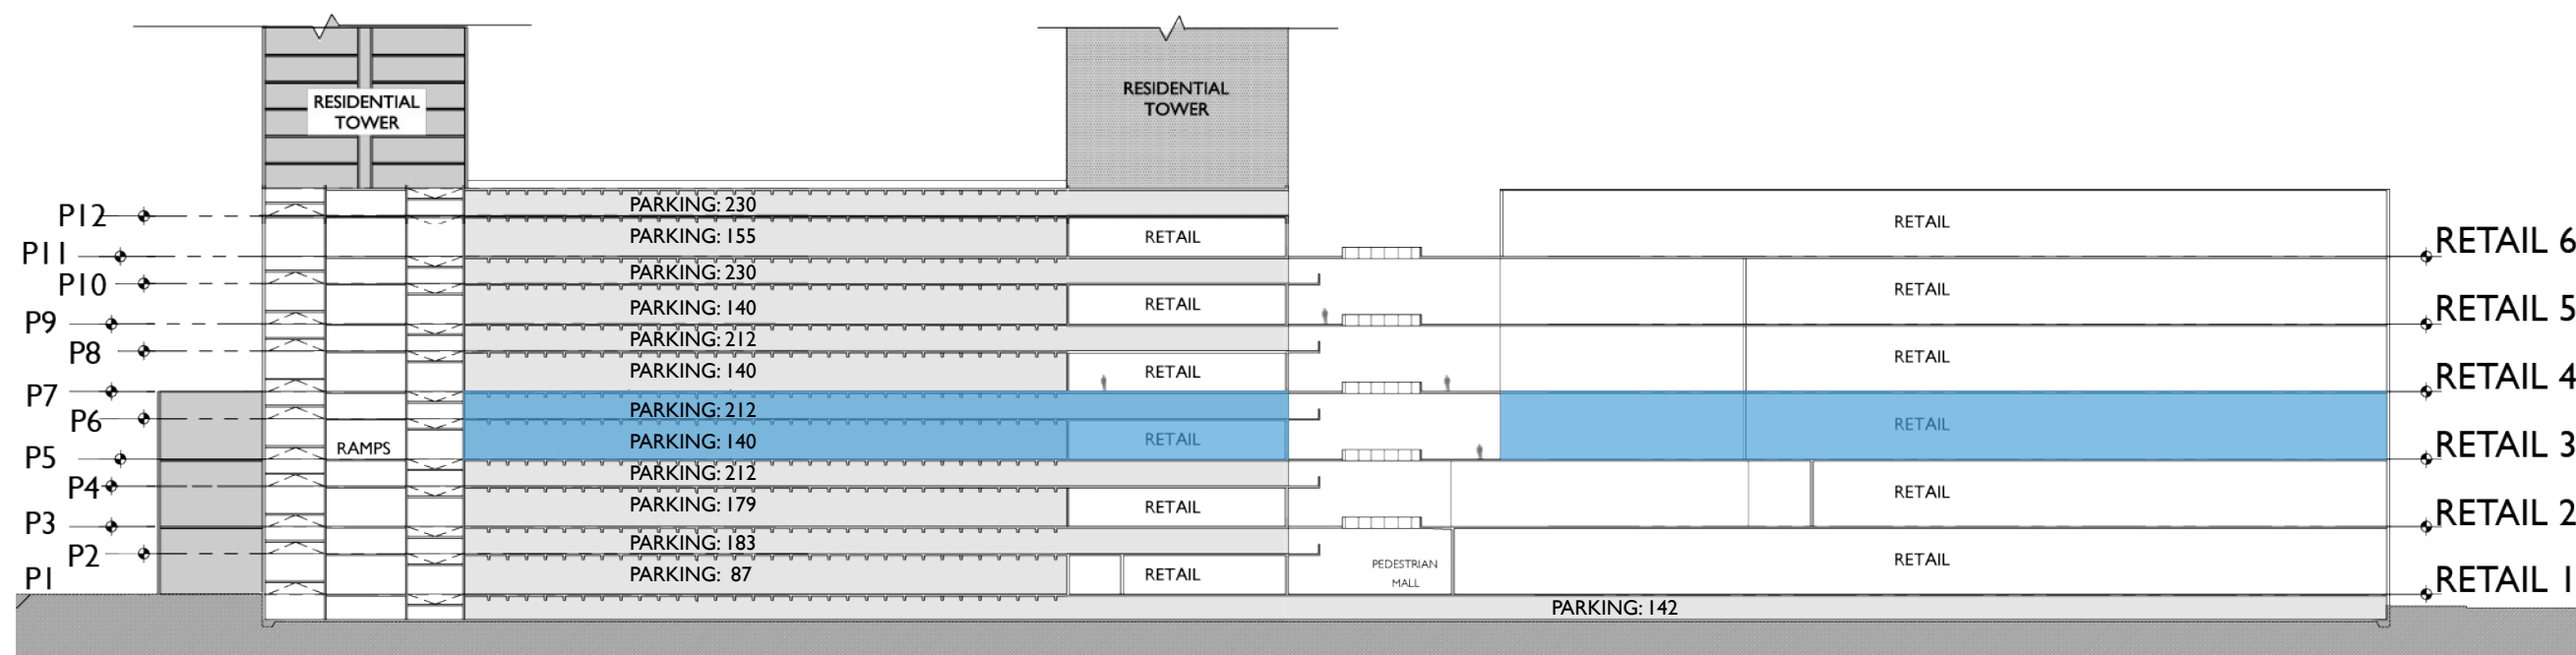 RESIDENTIAL
TOWER
RESIDENTIAL
TOWER
P12
PARKING: 230
RETAIL
P11
PARKING: 155
RETAIL
RETAIL 6
P10
PARKING: 230
RETAIL
P9
PARKING: 140
RETAIL
RETAIL 5
P8
PARKING: 212
RETAIL
P7
PARKING: 140
RETAIL
RETAIL 4
P6
PARKING: 212
RETAIL
P5
RAMPS
PARKING: 140
RETAIL
RETAIL 3
P4
PARKING: 212
RETAIL
P3
PARKING: 179
RETAIL
RETAIL 2
P2
PARKING: 183
RETAIL
P1
PARKING: 87
RETAIL
PEDESTRIAN
MALL
RETAIL 1
PARKING: 142